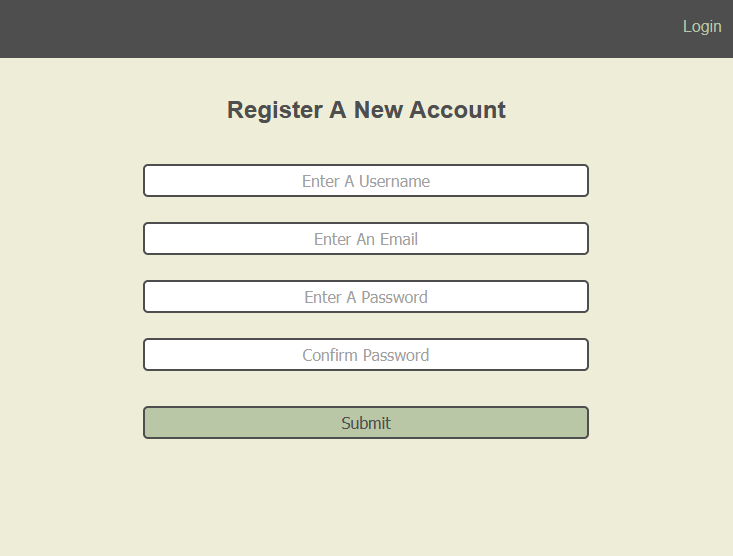 Login
Register A New Account
Enter A Username
Enter An Email
Enter A Password
Confirm Password
Submit